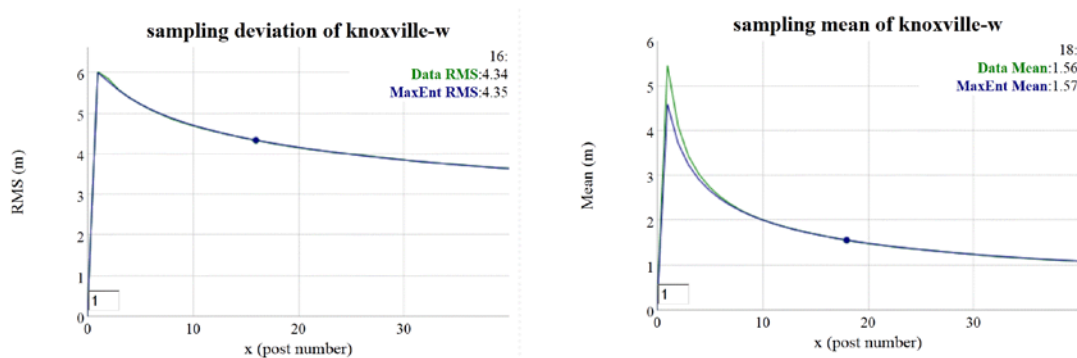 sampling deviation of knoxville-w
16:
Data RMS:4.34
MaxEnt RMS:4.35
6
5
4
3
2
1
0
RMS (m)
1
0 10 20 30
x (post number)
sampling mean of knoxville-w
18:
Data Mean:1.56
MaxEnt Mean:1.57
6
5
4
3
2
1
0
Mean (m)
1
0 10 20 30
x (post number)